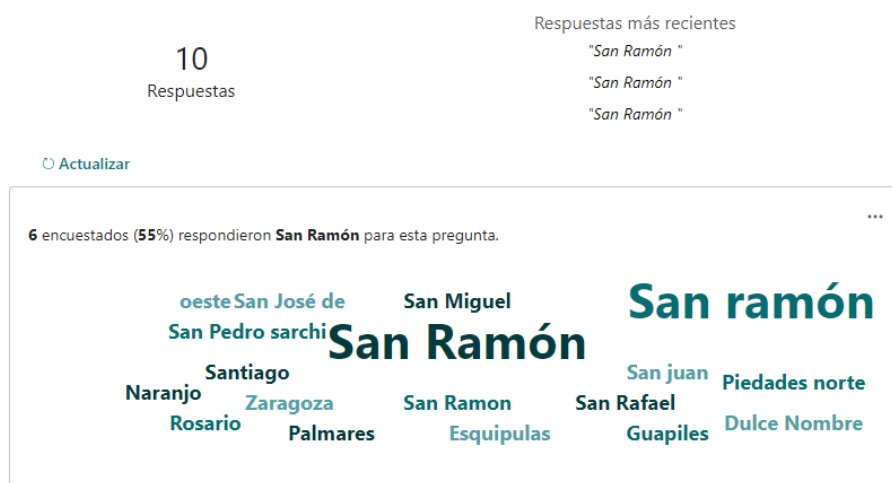 10
Respuestas
Respuestas más recientes
"San Ramón "
"San Ramón "
"San Ramón "
Actualizar
...
6 encuestados (55%) respondieron San Ramón para esta pregunta.
oeste San José de
San Miguel
San ramón
San Pedro sarchi
San Ramón
Santiago
San juan
Piedades norte
Naranjo
Zaragoza
San Ramon
San Rafael
Rosario
Palmares
Esquipulas
Guapiles
Dulce Nombre